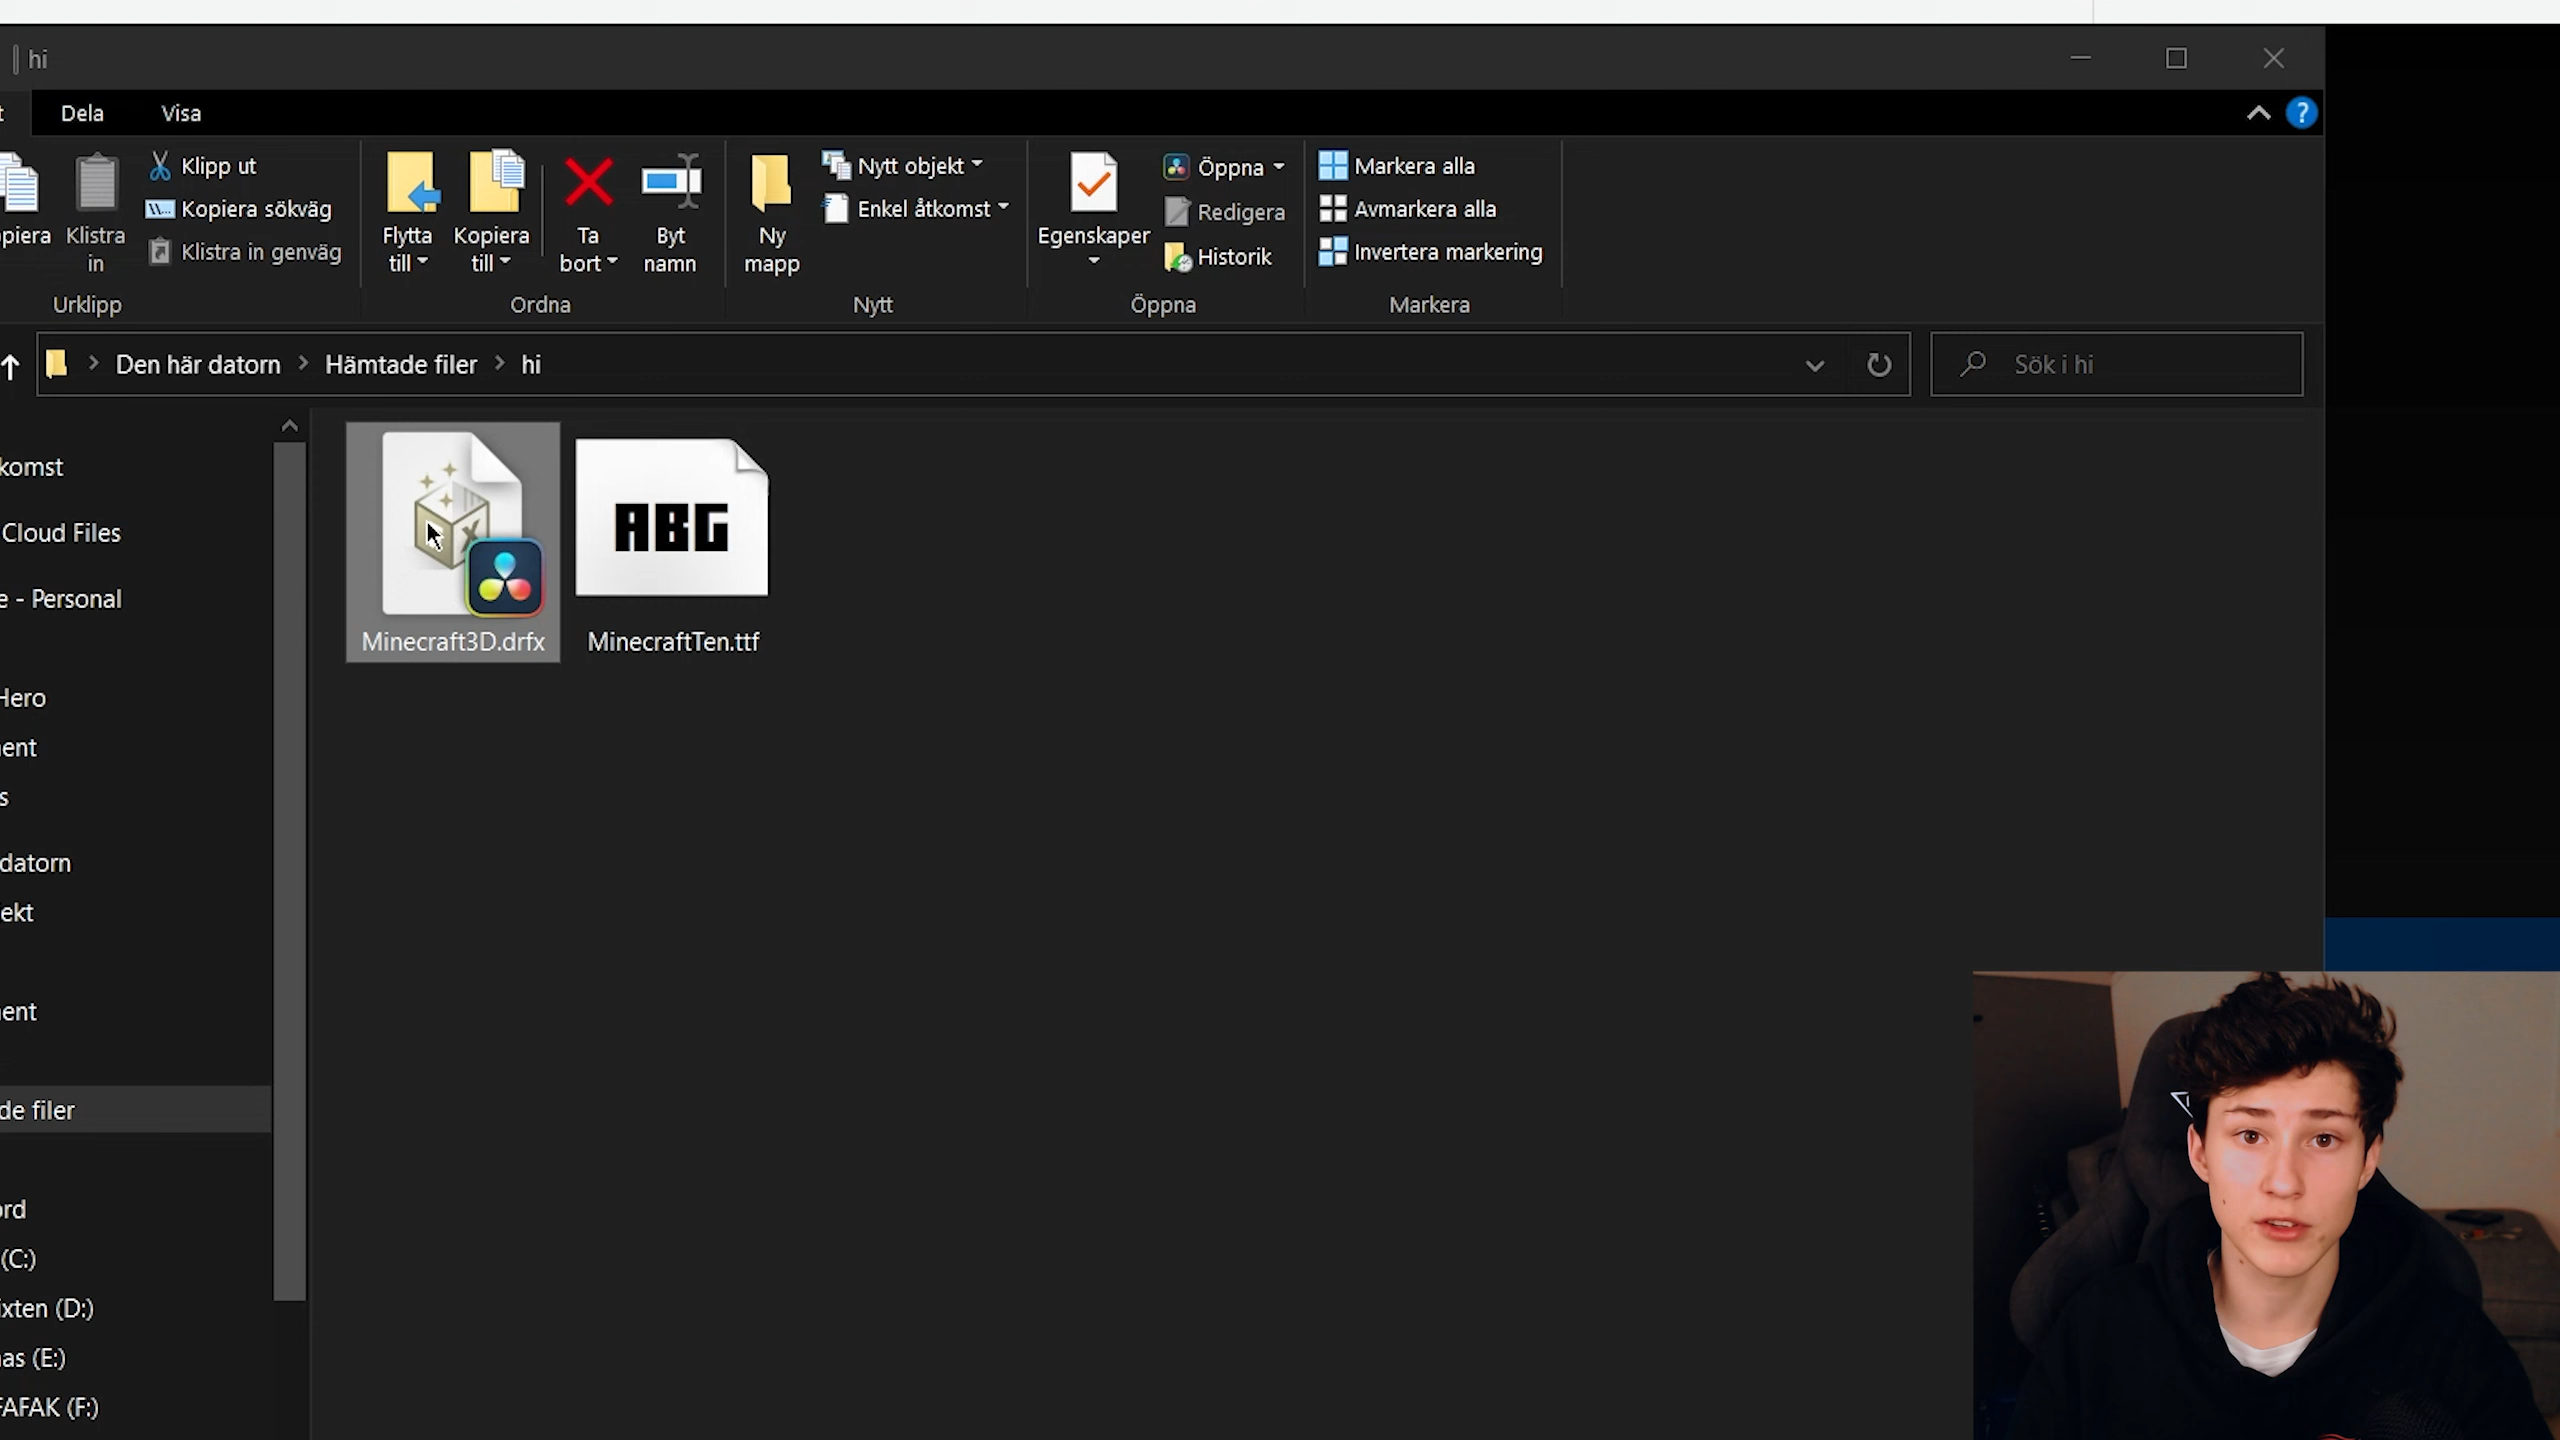 hi
t Dela Visa
Klipp ut
Kopiera sökväg
Klistra in genväg
piera
Klistra in
Urklipp
Flytta till
Kopiera till
Ta bort
Byt namn
Ordna
Ny mapp
Nytt objekt
Enkel åtkomst
Nytt
Egenskaper
Öppna
Redigera
Historik
Öppna
Markera alla
Avmarkera alla
Invertera markering
Markera
?
Den här datorn > Hämtade filer > hi
Sök i hi
komst
Cloud Files
e - Personal
Hero
ent
s
datorn
ekt
ent
de filer
ord
(C:)
ixten (D:)
as (E:)
FAFAK (F:)
X
ABG
Minecraft3D.drfx
MinecraftTen.ttf